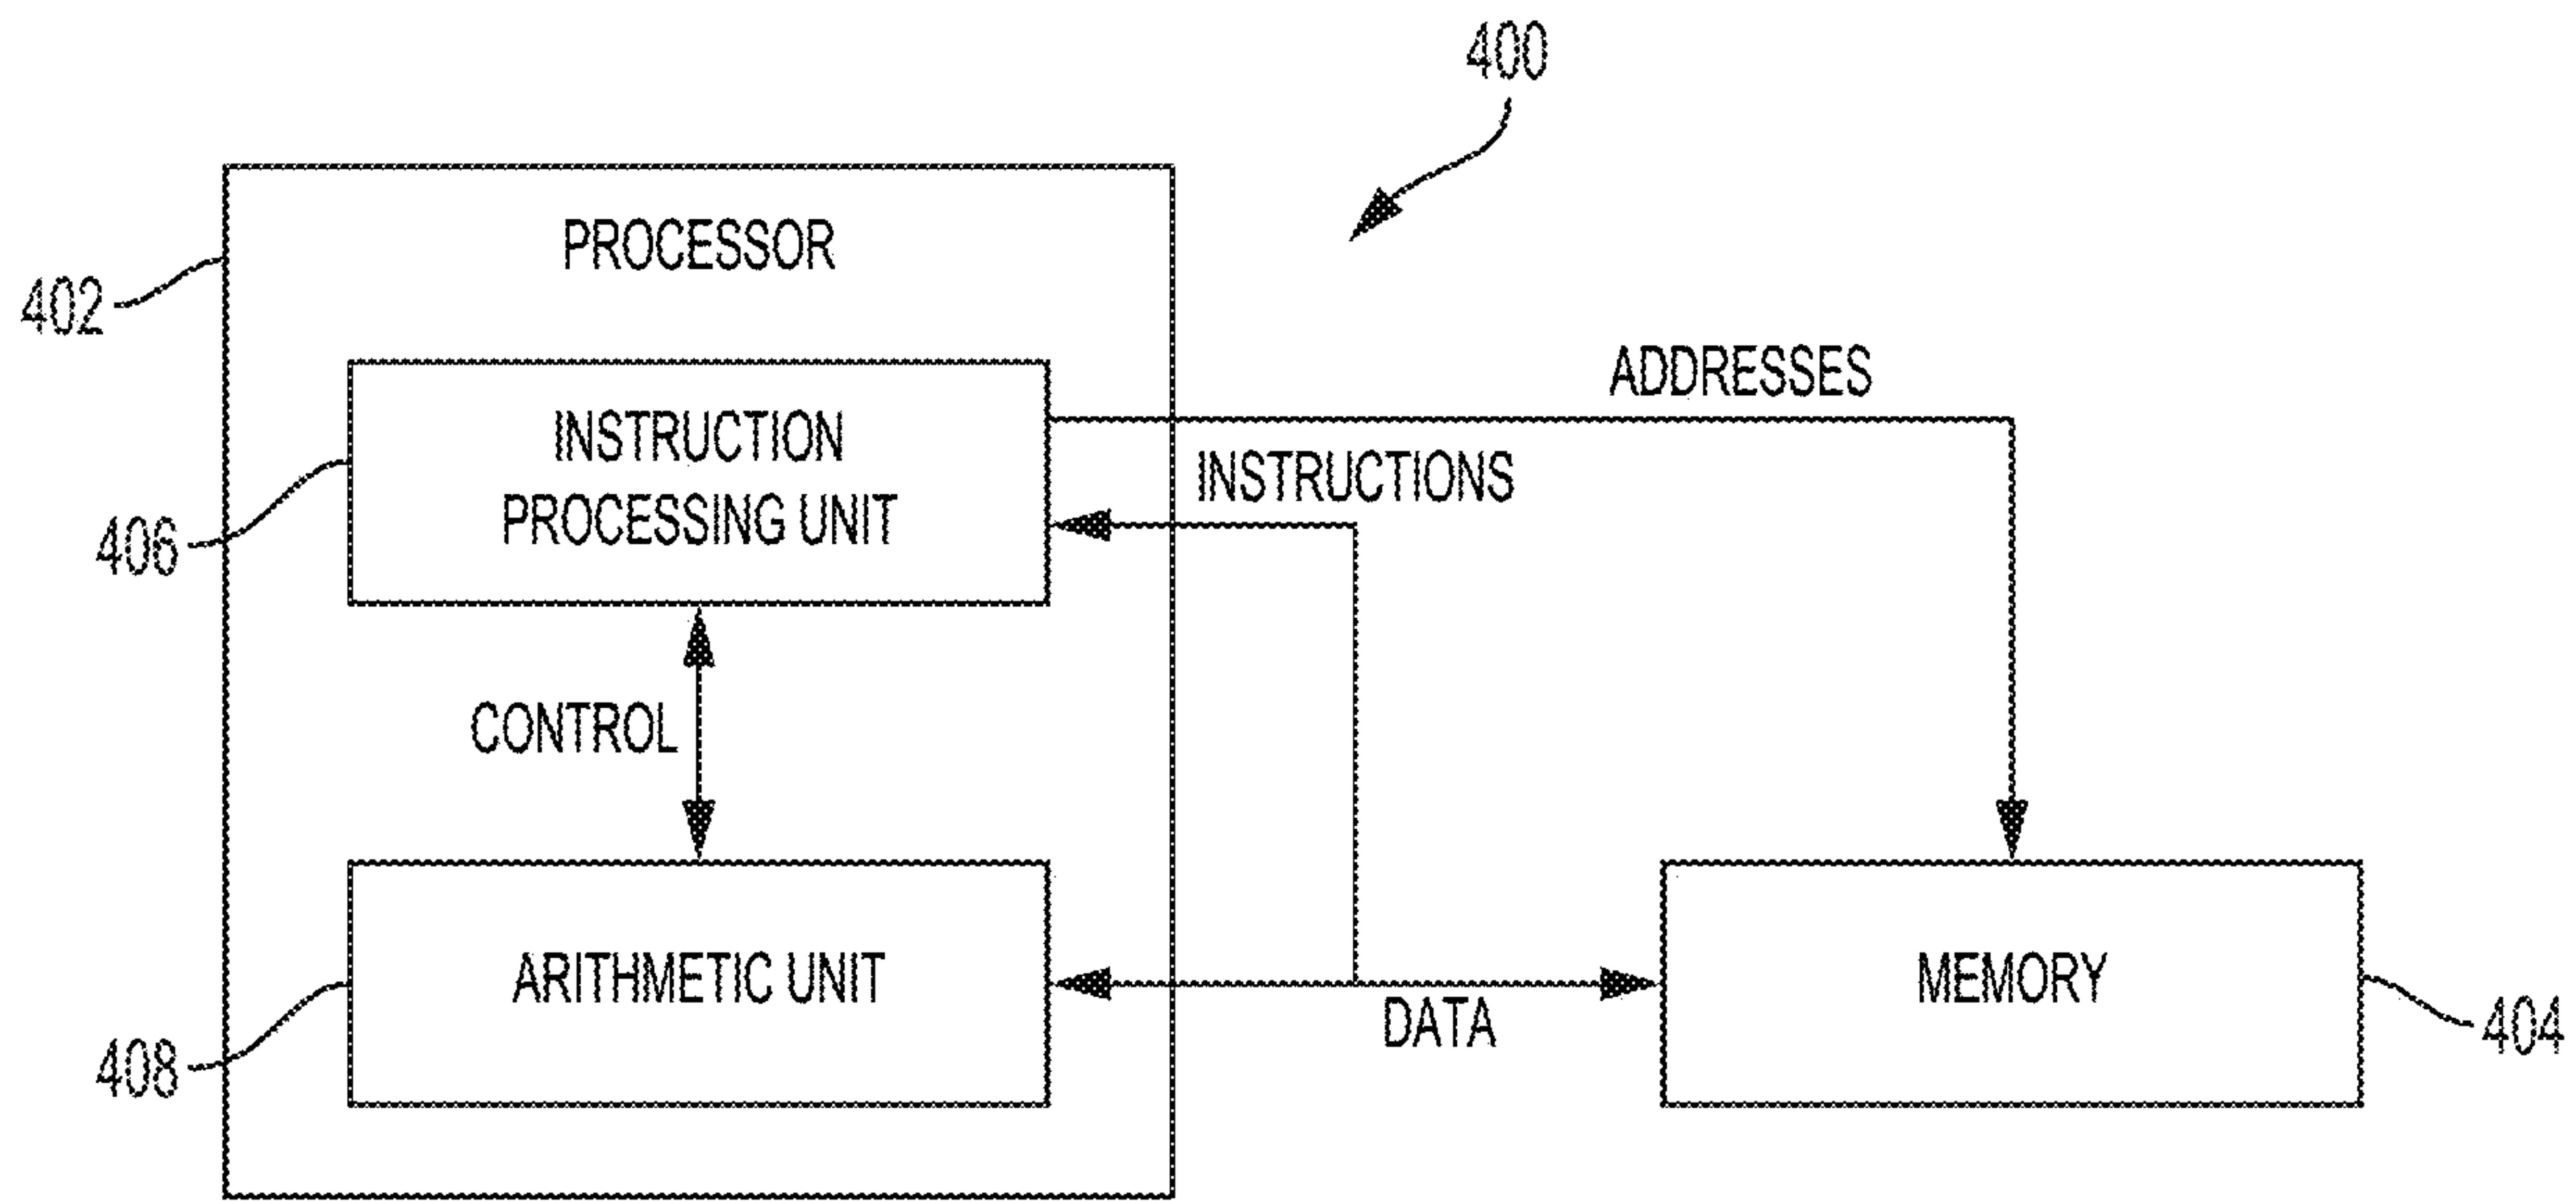 400
PROCESSOR
402
ADDRESSES
INSTRUCTION
PROCESSING UNIT
INSTRUCTIONS
406
CONTROL
ARITHMETIC UNIT
MEMORY
DATA
404
408